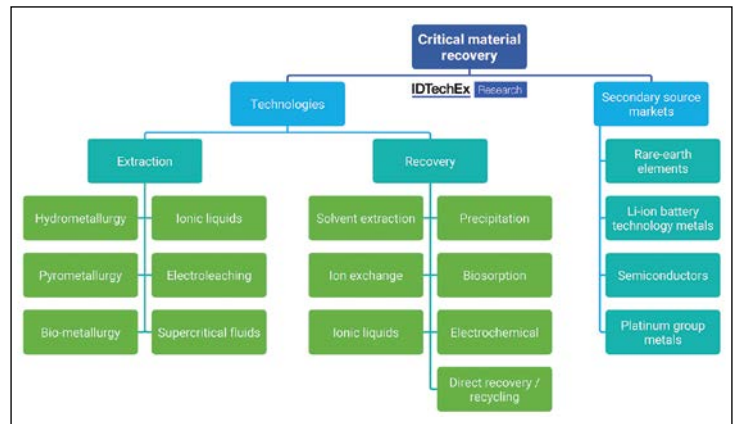 Critical material
recovery
IDTechEx Research
Technologies
Secondary source
markets
Extraction
Recovery
Rare-earth
elements
Hydrometallurgy
Ionic liquids
Solvent extraction
Precipitation
Li-ion battery
technology metals
Pyrometallurgy
Electroleaching
Ion exchange
Biosorption
Semiconductors
Bio-metallurgy
Supercritical fluids
Ionic liquids
Electrochemical
Platinum group
metals
Direct recovery /
recycling